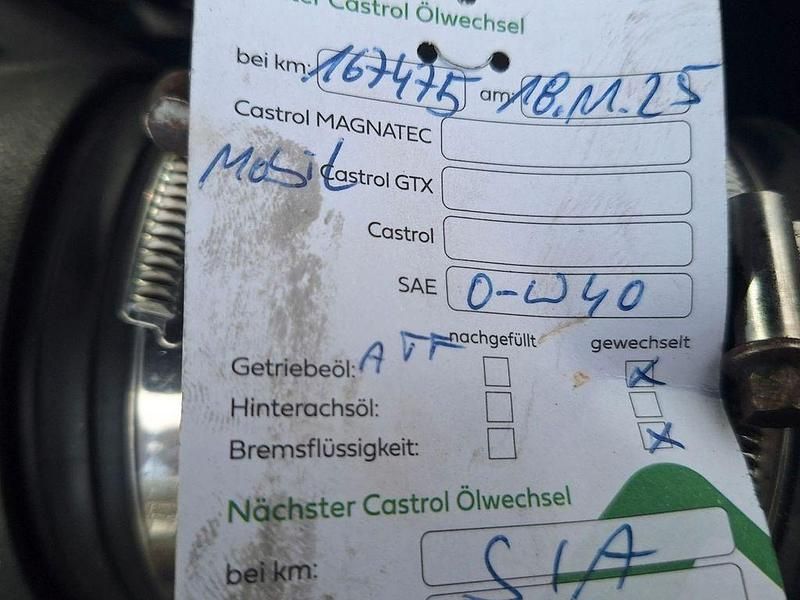 ter Castrol Ölwechsel
bei km: 167475 am: 18.11.25
Castrol MAGNATEC
Mobil Castrol GTX
Castrol
SAE 0-W40
nachgefüllt gewechselt
Getriebeöl: ATF
Hinterachsöl:
Bremsflüssigkeit:
Nächster Castrol Ölwechsel
bei km: SIA